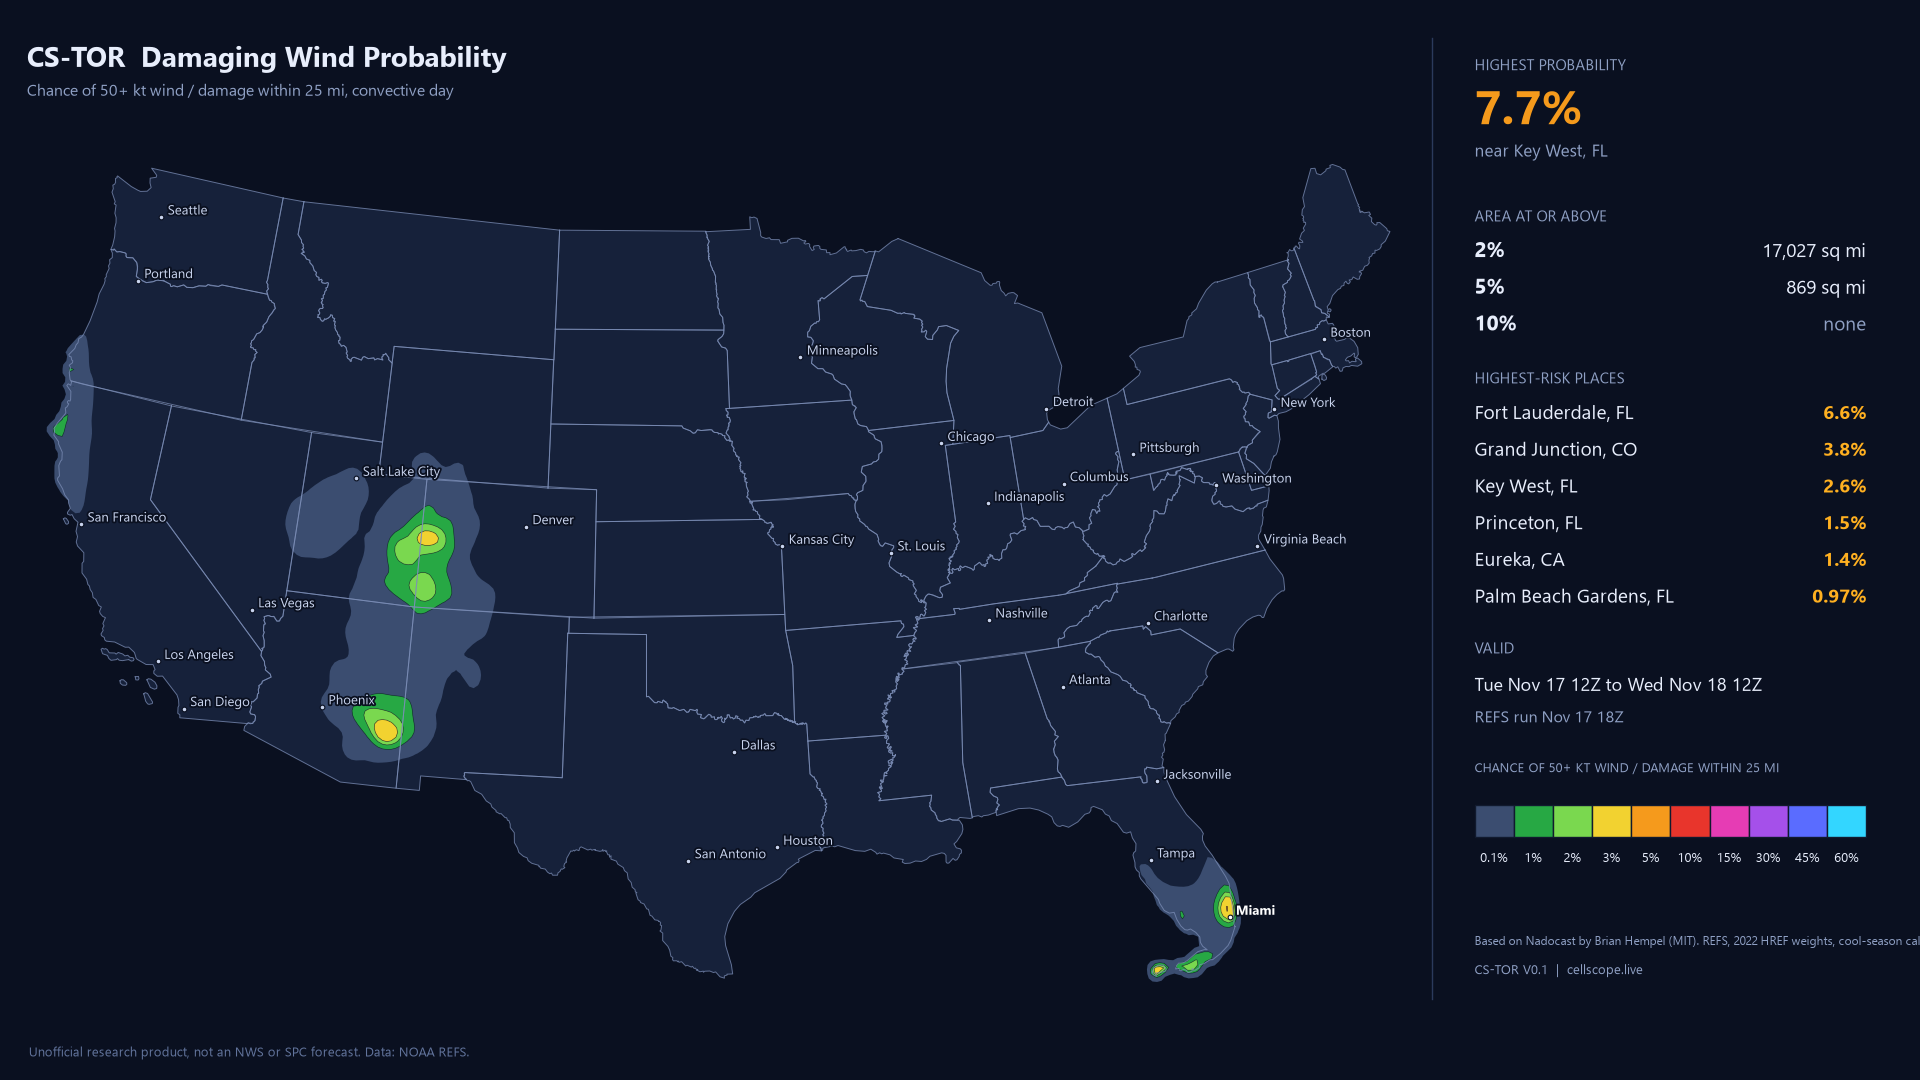 CS-TOR  Damaging Wind Probability
Chance of 50+ kt wind / damage within 25 mi, convective day
Seattle
Portland
Minneapolis
Boston
Detroit
New York
Chicago
Pittsburgh
Salt Lake City
Columbus
Washington
Indianapolis
San Francisco
Denver
Kansas City
St. Louis
Virginia Beach
Las Vegas
Nashville
Charlotte
Los Angeles
Atlanta
San Diego
Phoenix
Dallas
Jacksonville
San Antonio
Houston
Tampa
Miami
HIGHEST PROBABILITY
7.7%
near Key West, FL
AREA AT OR ABOVE
2% 17,027 sq mi
5% 869 sq mi
10% none
HIGHEST-RISK PLACES
Fort Lauderdale, FL 6.6%
Grand Junction, CO 3.8%
Key West, FL 2.6%
Princeton, FL 1.5%
Eureka, CA 1.4%
Palm Beach Gardens, FL 0.97%
VALID
Tue Nov 17 12Z to Wed Nov 18 12Z
REFS run Nov 17 18Z
CHANCE OF 50+ KT WIND / DAMAGE WITHIN 25 MI
0.1% 1% 2% 3% 5% 10% 15% 30% 45% 60%
Based on Nadocast by Brian Hempel (MIT). REFS, 2022 HREF weights, cool-season cal
CS-TOR V0.1 | cellscope.live
Unofficial research product, not an NWS or SPC forecast. Data: NOAA REFS.